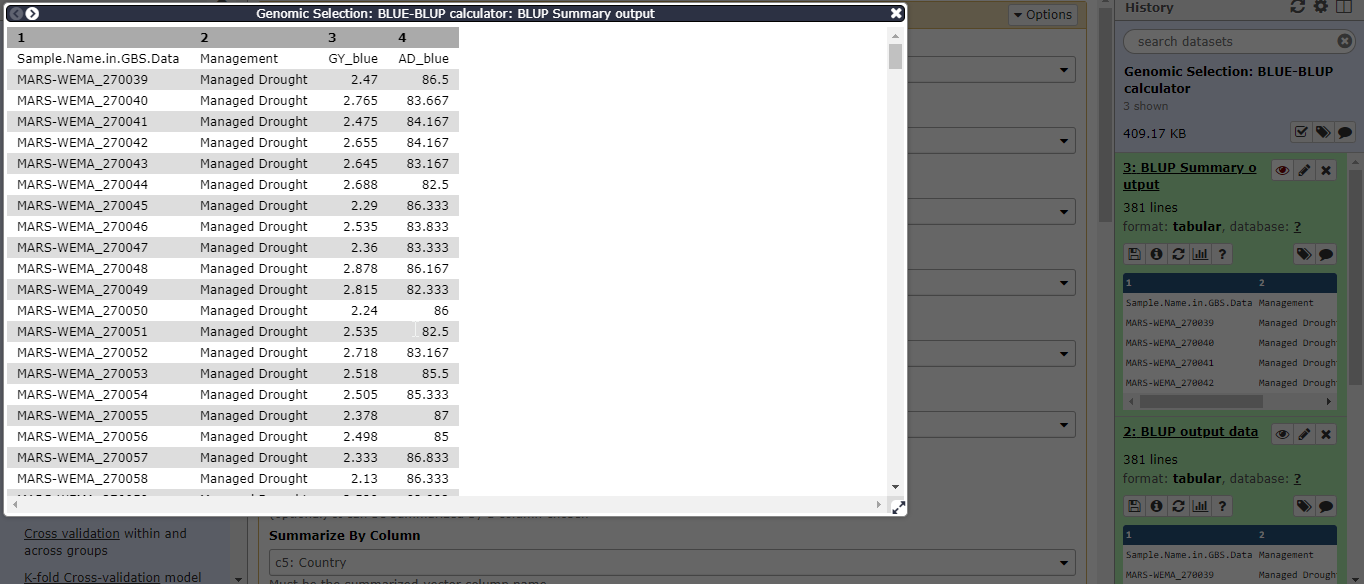 Genomic Selection: BLUE-BLUP calculator: BLUP Summary output
1 2 3 4
Sample.Name.in.GBS.Data Management GY_blue AD_blue
MARS-WEMA_270039 Managed Drought 2.47 86.5
MARS-WEMA_270040 Managed Drought 2.765 83.667
MARS-WEMA_270041 Managed Drought 2.475 84.167
MARS-WEMA_270042 Managed Drought 2.655 84.167
MARS-WEMA_270043 Managed Drought 2.645 83.167
MARS-WEMA_270044 Managed Drought 2.688 82.5
MARS-WEMA_270045 Managed Drought 2.29 86.333
MARS-WEMA_270046 Managed Drought 2.535 83.833
MARS-WEMA_270047 Managed Drought 2.36 83.333
MARS-WEMA_270048 Managed Drought 2.878 86.167
MARS-WEMA_270049 Managed Drought 2.815 82.333
MARS-WEMA_270050 Managed Drought 2.24 86
MARS-WEMA_270051 Managed Drought 2.535 82.5
MARS-WEMA_270052 Managed Drought 2.718 83.167
MARS-WEMA_270053 Managed Drought 2.518 85.5
MARS-WEMA_270054 Managed Drought 2.505 85.333
MARS-WEMA_270055 Managed Drought 2.378 87
MARS-WEMA_270056 Managed Drought 2.498 85
MARS-WEMA_270057 Managed Drought 2.333 86.833
MARS-WEMA_270058 Managed Drought 2.13 86.333
Cross validation within and
across groups
K-fold Cross-validation model
Summarize By Column
c5: Country
Must be the summarized-vector column name
Options
History
search datasets
Genomic Selection: BLUE-BLUP
calculator
3 shown
409.17 KB
3: BLUP Summary o
utput
381 lines
format: tabular, database: ?
?
1 2
Sample.Name.in.GBS.Data Management
MARS-WEMA_270039 Managed Drough
MARS-WEMA_270040 Managed Drough
MARS-WEMA_270041 Managed Drough
MARS-WEMA_270042 Managed Drough
2: BLUP output data
381 lines
format: tabular, database: ?
?
1 2
Sample.Name.in.GBS.Data Management
MARS-WEMA_270039 Managed Drough